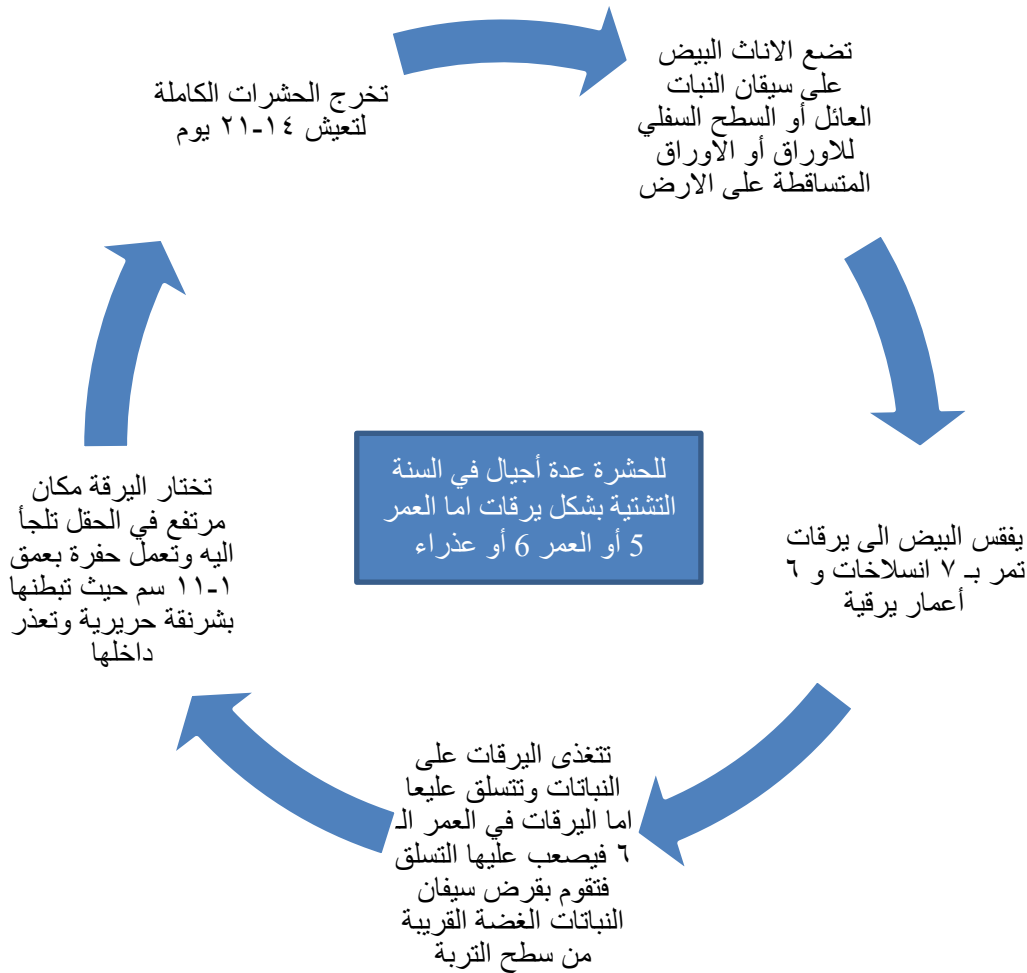 تضع الاناث البيض
على سيقان النبات
العائل أو السطح السفلي
للاوراق أو الاوراق
المتساقطة على الارض
يفقس البيض الى يرقات
تمر بـ ٧ انسلاخات و ٦
أعمار يرقية
تتغذى اليرقات على
النباتات وتتسلق عليعا
اما اليرقات في العمر الـ
٦ فيصعب عليها التسلق
فتقوم بقرض سيفان
النباتات الغضة القريبة
من سطح التربة
تختار اليرقة مكان
مرتفع في الحقل تلجأ
اليه وتعمل حفرة بعمق
١-١١ سم حيث تبطنها
بشرنقة حريرية وتعذر
داخلها
تخرج الحشرات الكاملة
لتعيش ١٤-٢١ يوم
للحشرة عدة أجيال في السنة
التشتية بشكل يرقات اما العمر
5 أو العمر 6 أو عذراء